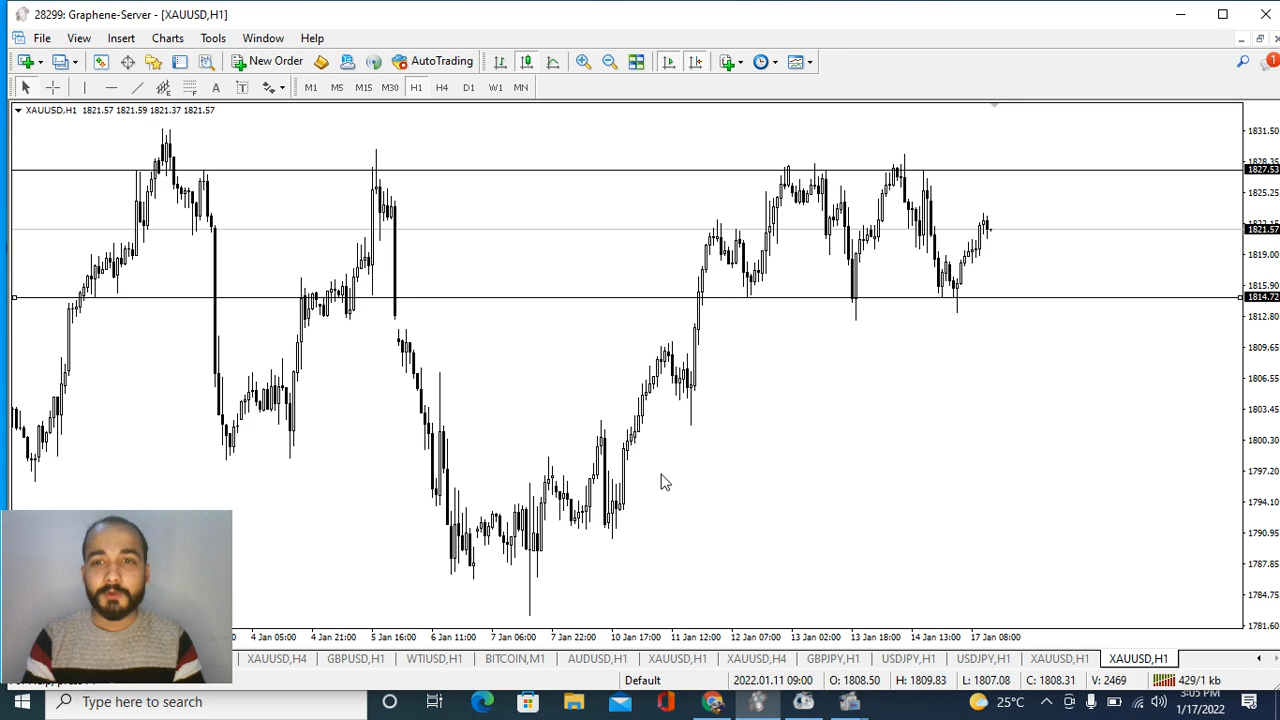 28299: Graphene-Server - [XAUUSD,H1]
File View Insert Charts Tools Window Help
New Order AutoTrading
A T M1 M5 M15 M30 H1 H4 D1 W1 MN
XAUUSD,H1 1821.57 1821.59 1821.37 1821.57
1831.50
1828.35
1827.53
1825.25
1821.57
1819.00
1815.90
1814.72
1812.80
1809.65
1806.55
1803.45
1800.30
1797.20
1794.10
1790.95
1787.85
1784.75
1781.60
4 Jan 05:00 4 Jan 21:00 5 Jan 16:00 6 Jan 11:00 7 Jan 06:00 7 Jan 22:00 10 Jan 17:00 11 Jan 12:00 12 Jan 07:00 13 Jan 02:00 13 Jan 18:00 14 Jan 13:00 17 Jan 08:00
XAUUSD,H4 GBPUSD,H1 WTIUSD,H1 BITCOIN,M1 AUDUSD,H1 XAUUSD,H1 XAUUSD,H4 GBPJPY,H1 USDJPY,H1 USDJPY,H1 XAUUSD,H1 XAUUSD,H1
Default 2022.01.11 09:00 O: 1808.50 H: 1809.83 L: 1807.08 C: 1808.31 V: 2469 429/1 kb
Type here to search 25°C 3:05 PM
1/17/2022